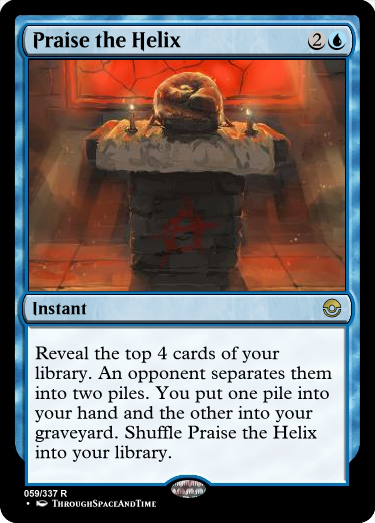 Praise the Helix 2
Instant
Reveal the top 4 cards of your
library. An opponent separates them
into two piles. You put one pile into
your hand and the other into your
graveyard. Shuffle Praise the Helix
into your library.
059/337 R
• ThroughSpaceAndTime